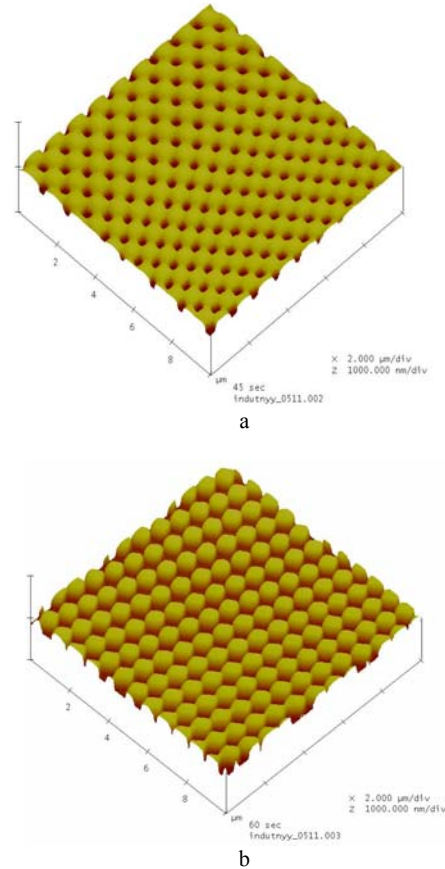 2
4
6
8
µm
X 2.000 µm/div
Z 1000.000 nm/div
45 sec
indutnyy_0511.002
a
2
4
6
8
µm
X 2.000 µm/div
Z 1000.000 nm/div
60 sec
indutnyy_0511.003
b